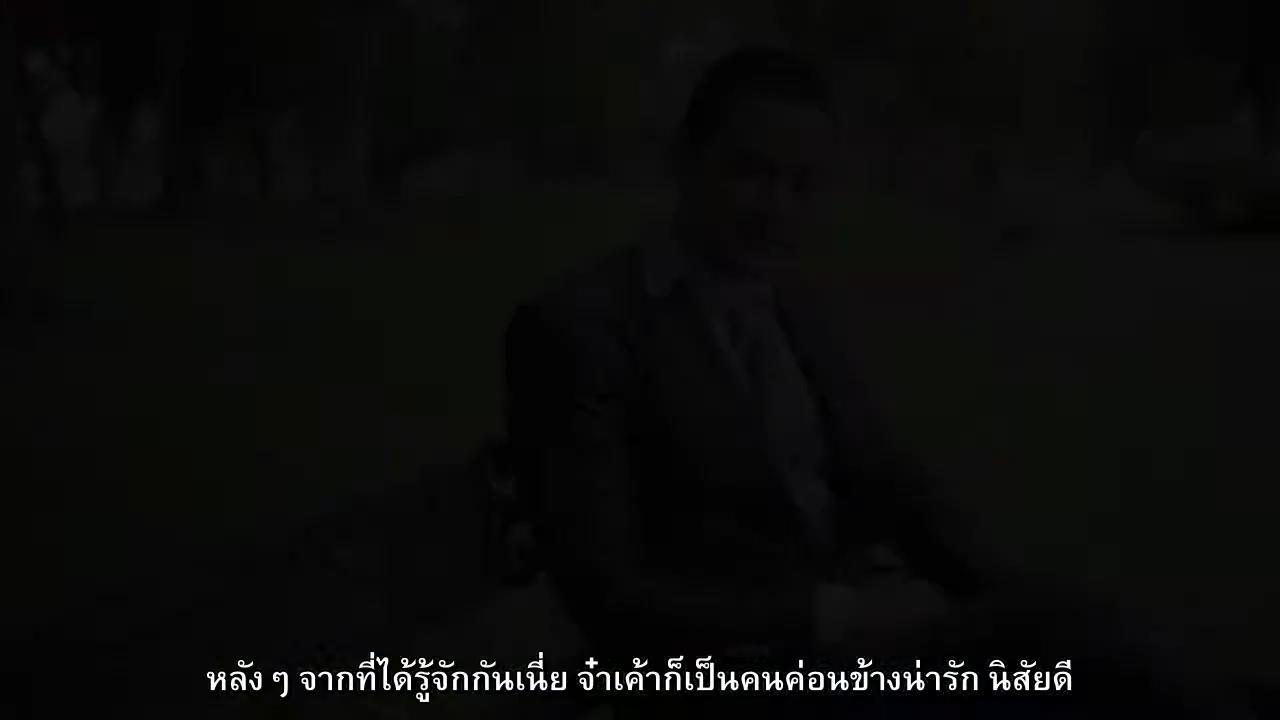 หลัง ๆ จากที่ได้รู้จักกันเนี่ย จ๋าเค้าก็เป็นคนค่อนข้างน่ารัก นิสัยดี